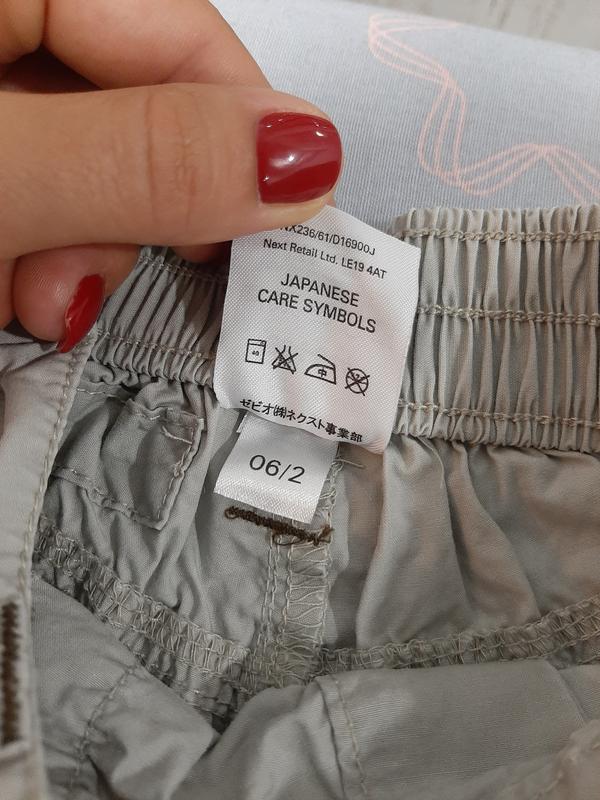 NX236/61/D16900J
Next Retail Ltd. LE19 4AT
JAPANESE
CARE SYMBOLS
40
中
ゼビオ(株)ネクスト事業部
06/2